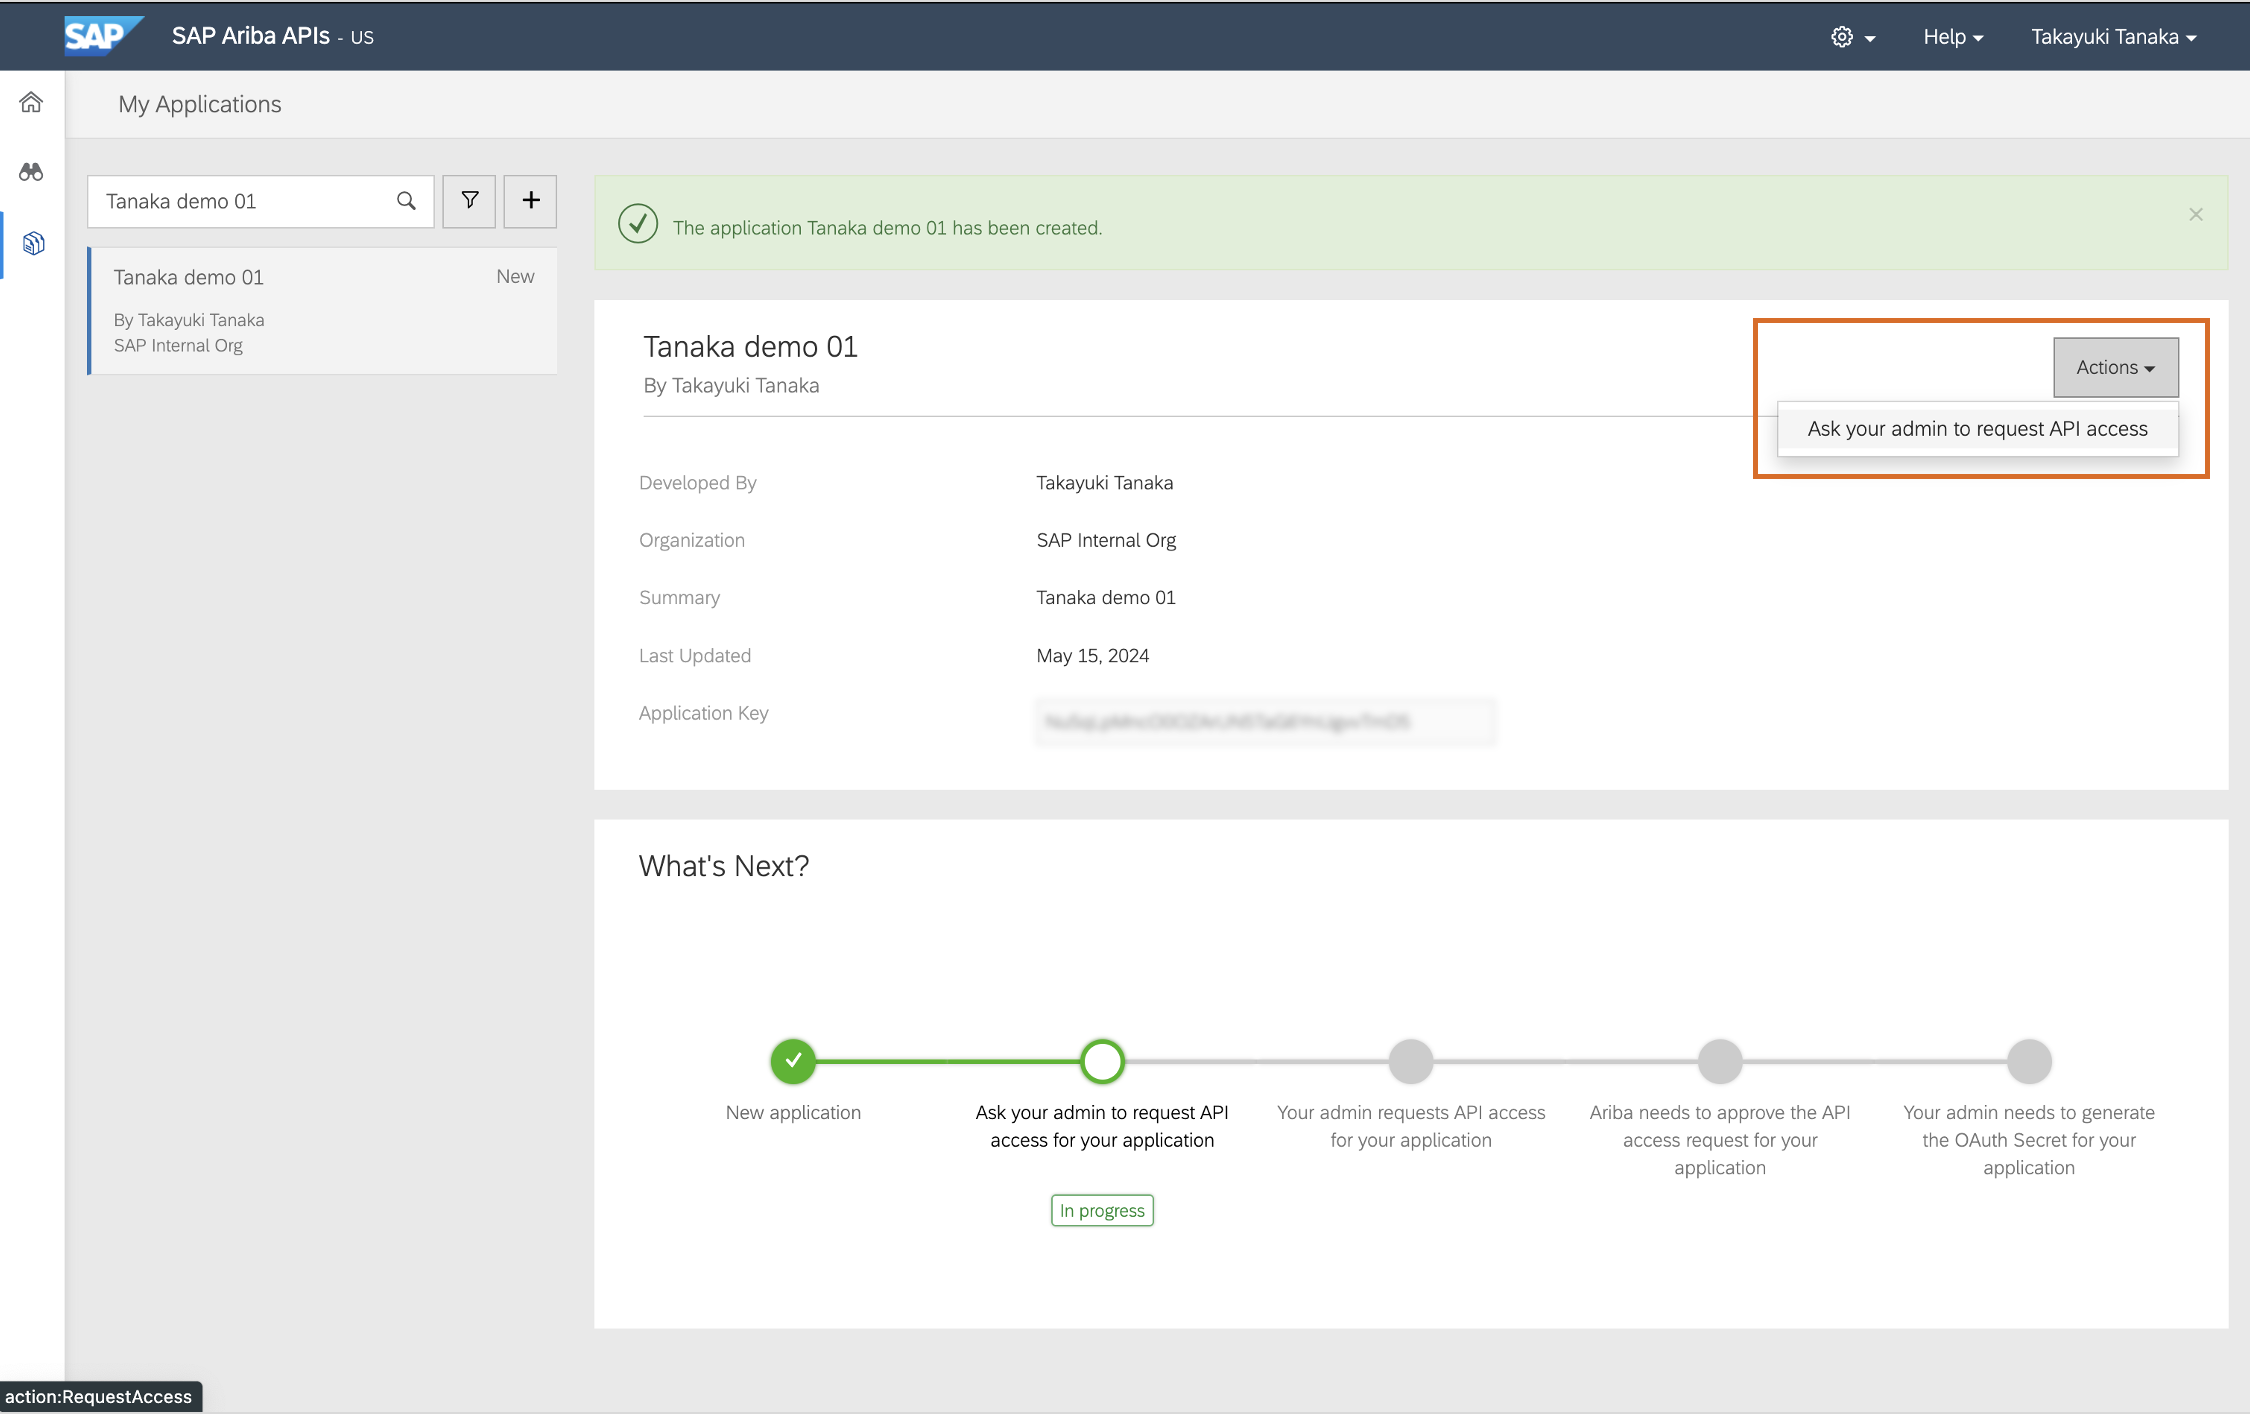 SAP
SAP Ariba APIs - US
Help
Takayuki Tanaka
My Applications
Tanaka demo 01
Tanaka demo 01
New
By Takayuki Tanaka
SAP Internal Org
The application Tanaka demo 01 has been created.
Tanaka demo 01
By Takayuki Tanaka
Actions
Ask your admin to request API access
Developed By
Takayuki Tanaka
Organization
SAP Internal Org
Summary
Tanaka demo 01
Last Updated
May 15, 2024
Application Key
What's Next?
New application
Ask your admin to request API
access for your application
In progress
Your admin requests API access
for your application
Ariba needs to approve the API
access request for your
application
Your admin needs to generate
the OAuth Secret for your
application
action:RequestAccess